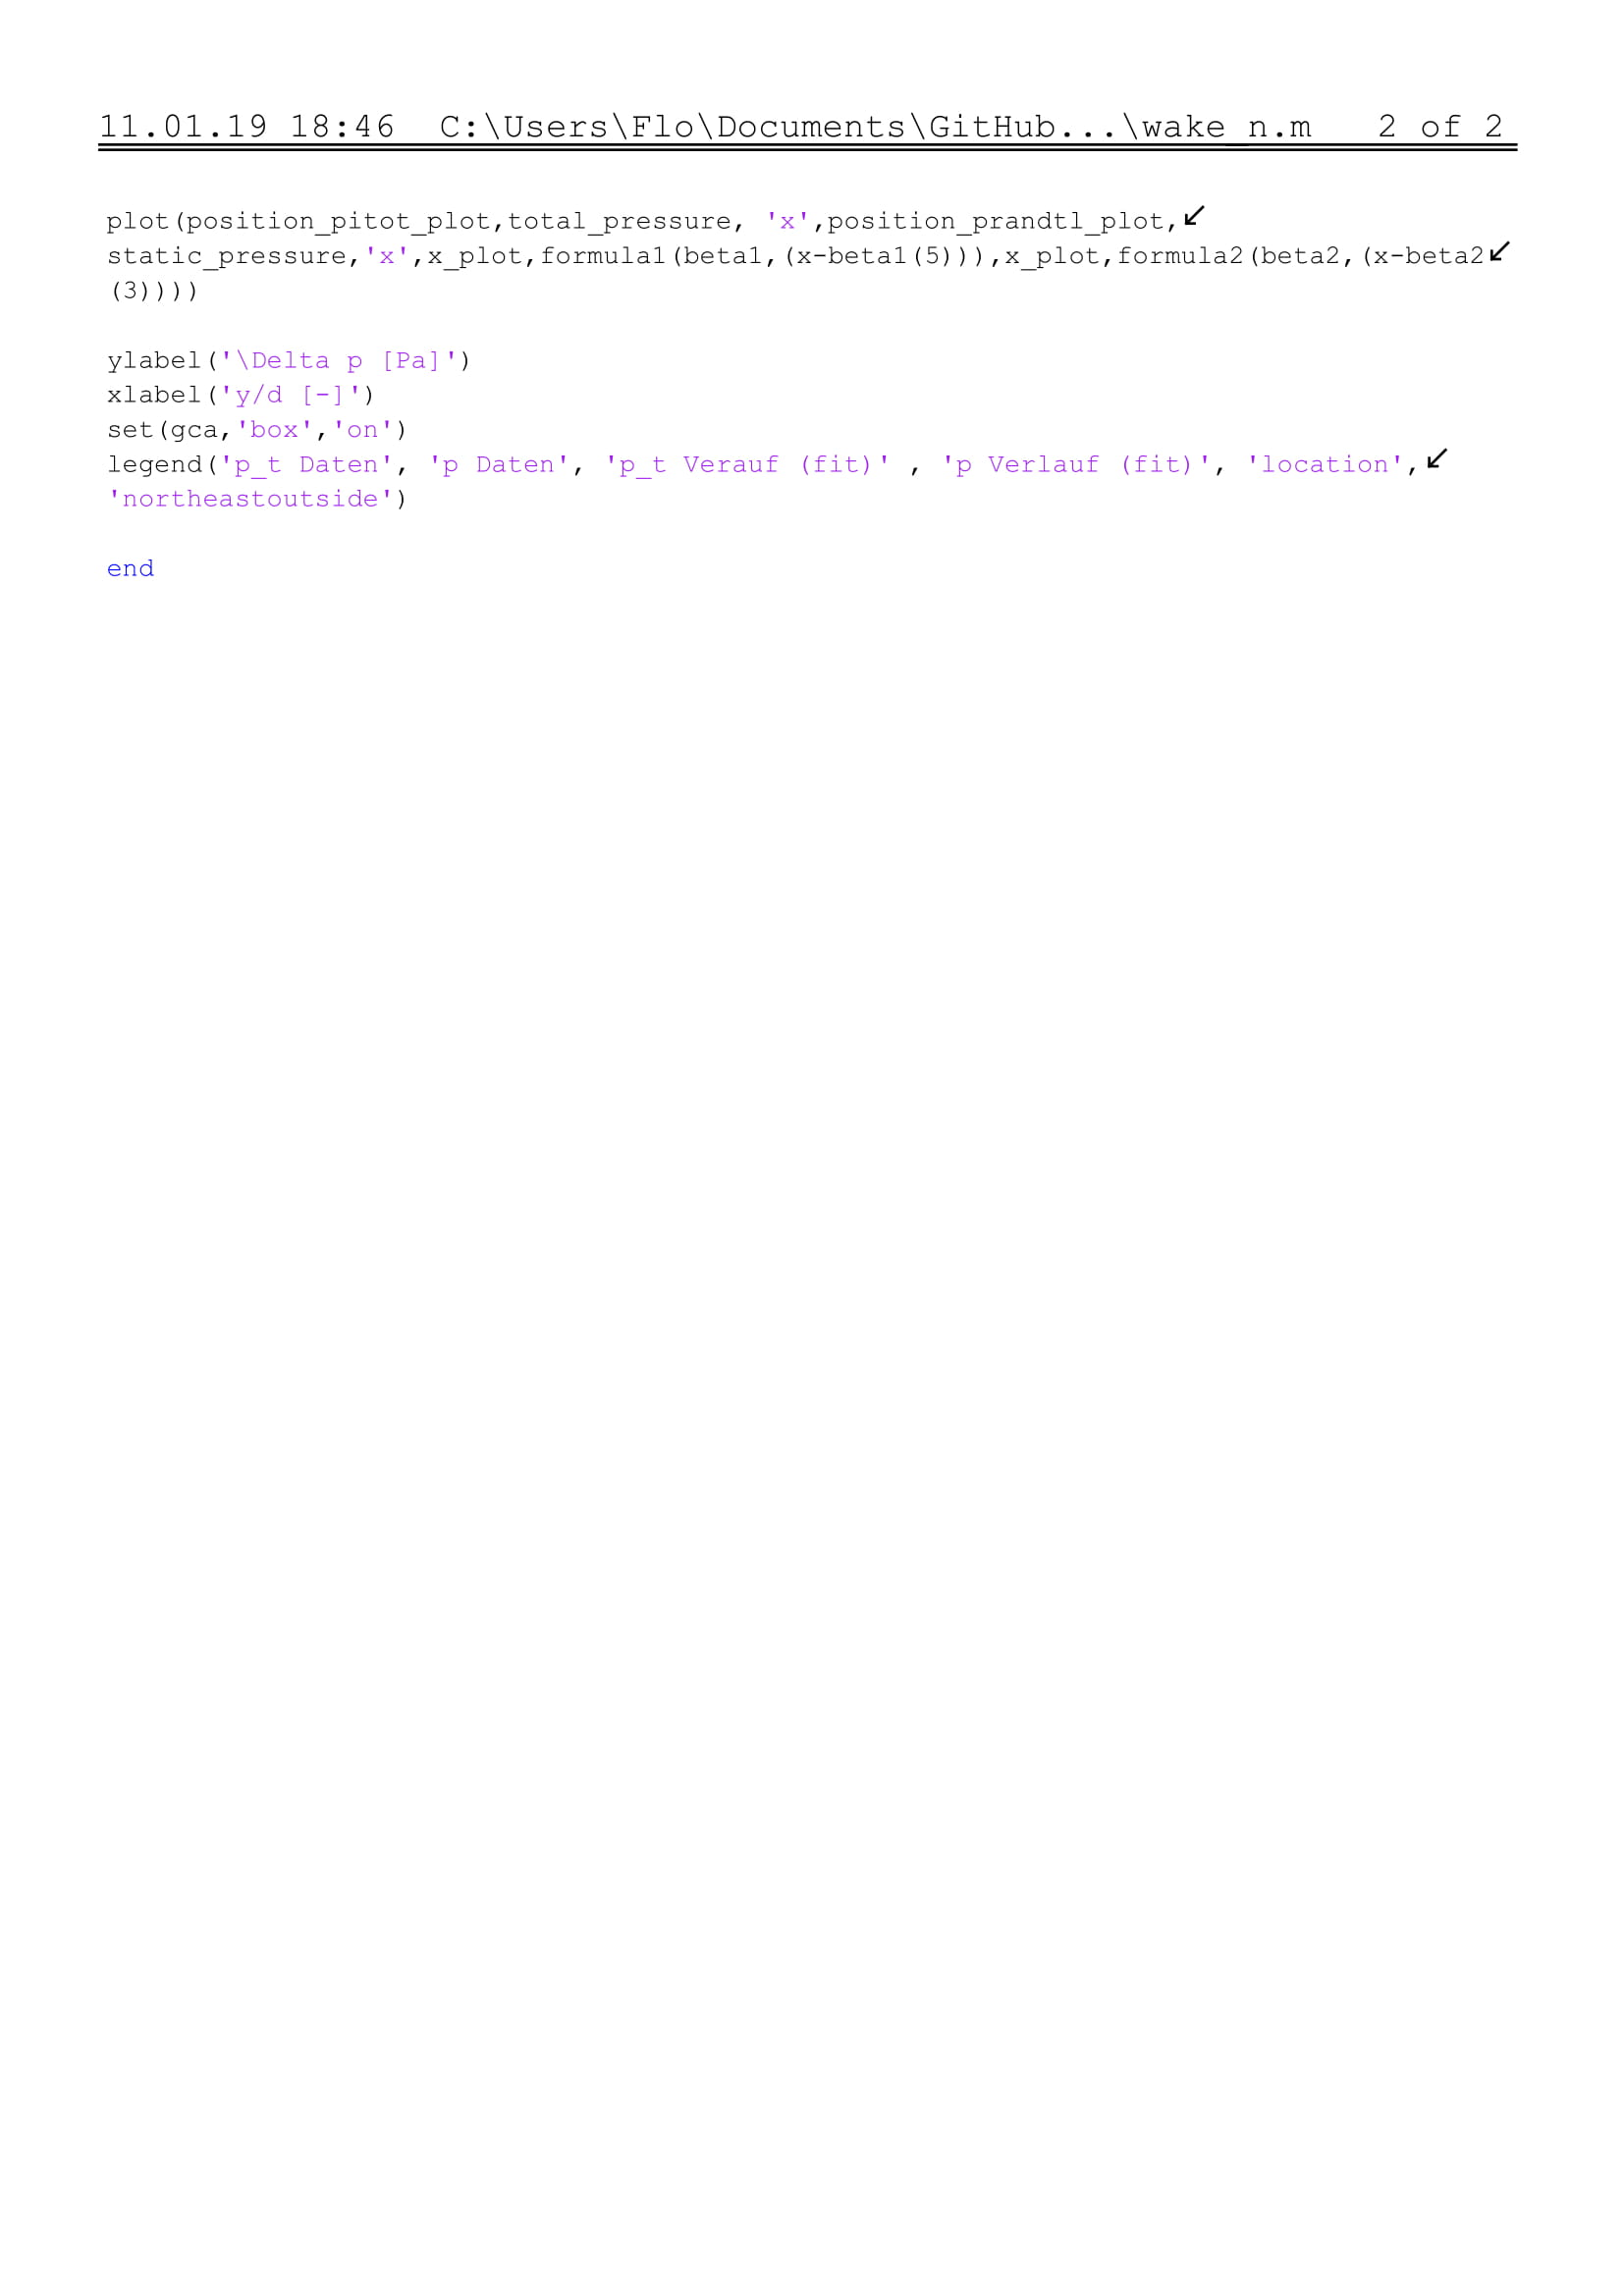 11.01.19 18:46  C:\Users\Flo\Documents\GitHub...\wake_n.m   2 of 2
plot(position_pitot_plot,total_pressure, 'x',position_prandtl_plot,↙
static_pressure,'x',x_plot,formula1(beta1,(x-beta1(5))),x_plot,formula2(beta2,(x-beta2↙
(3))))
ylabel('\Delta p [Pa]')
xlabel('y/d [-]')
set(gca,'box','on')
legend('p_t Daten', 'p Daten', 'p_t Verauf (fit)' , 'p Verlauf (fit)', 'location',↙
'northeastoutside')
end